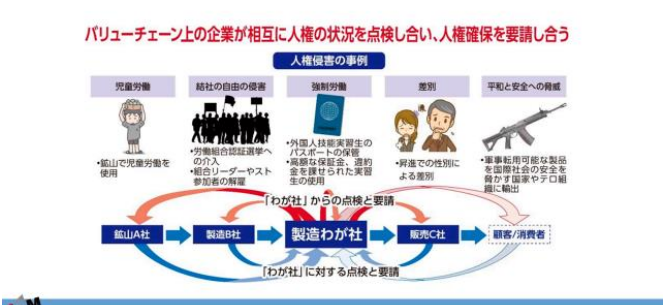 バリューチェーン上の企業が相互に人権の状況を点検し合い、人権確保を要請し合う
人権侵害の事例
児童労働
・鉱山で児童労働を
使用
結社の自由の侵害
・労働組合認証選挙へ
の介入
・組合リーダーやスト
参加者の解雇
強制労働
・外国人技能実習生の
パスポートの保管
・高額な保証金、違約
金を課せられた実習
生の使用
差別
・昇進での性別に
よる差別
平和と安全への脅威
・軍事転用可能な製品
を国際社会の安全を
脅かす国家やテロ組
織に輸出
「わが社」からの点検と要請
鉱山A社
製造B社
製造わが社
販売C社
顧客/消費者
「わが社」に対する点検と要請